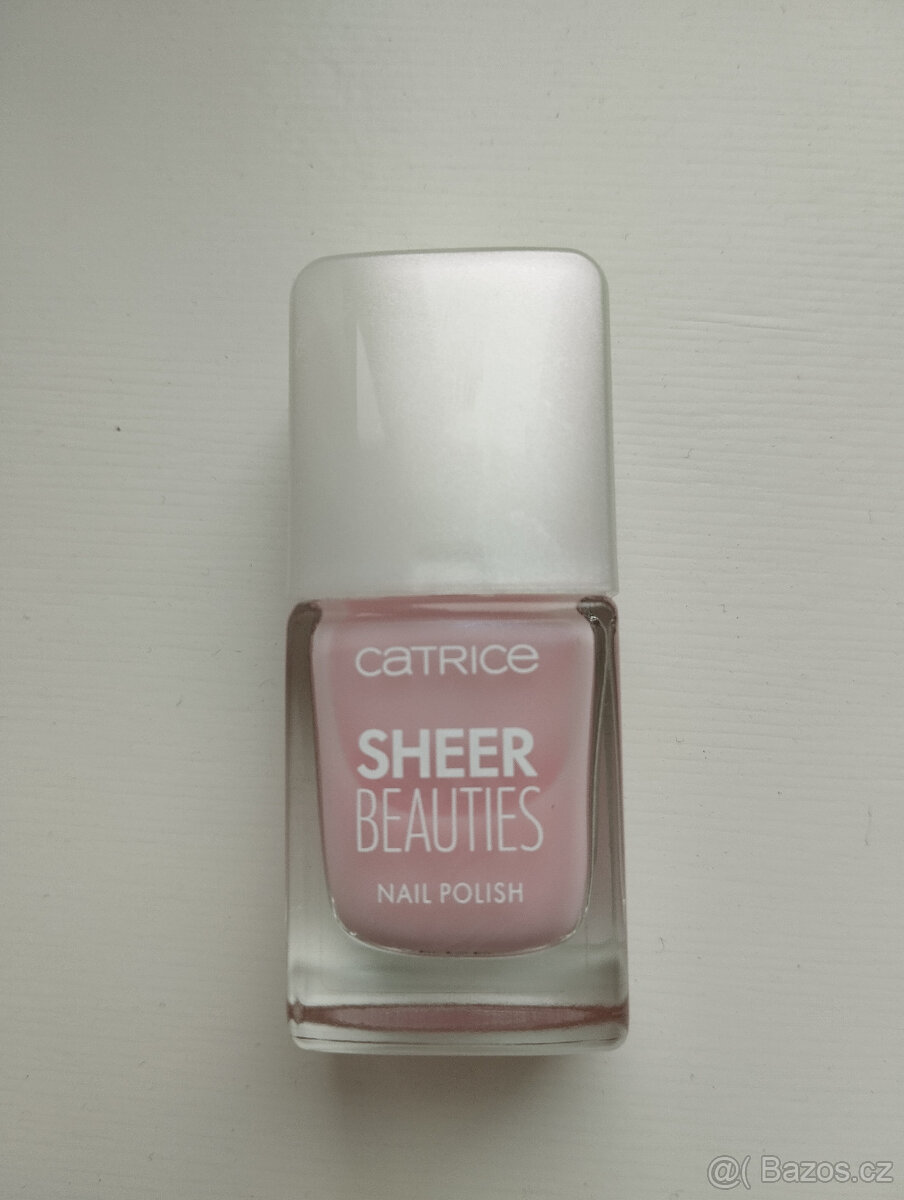 CATRICE
SHEER
BEAUTIES
NAIL POLISH
@( Bazos.cz